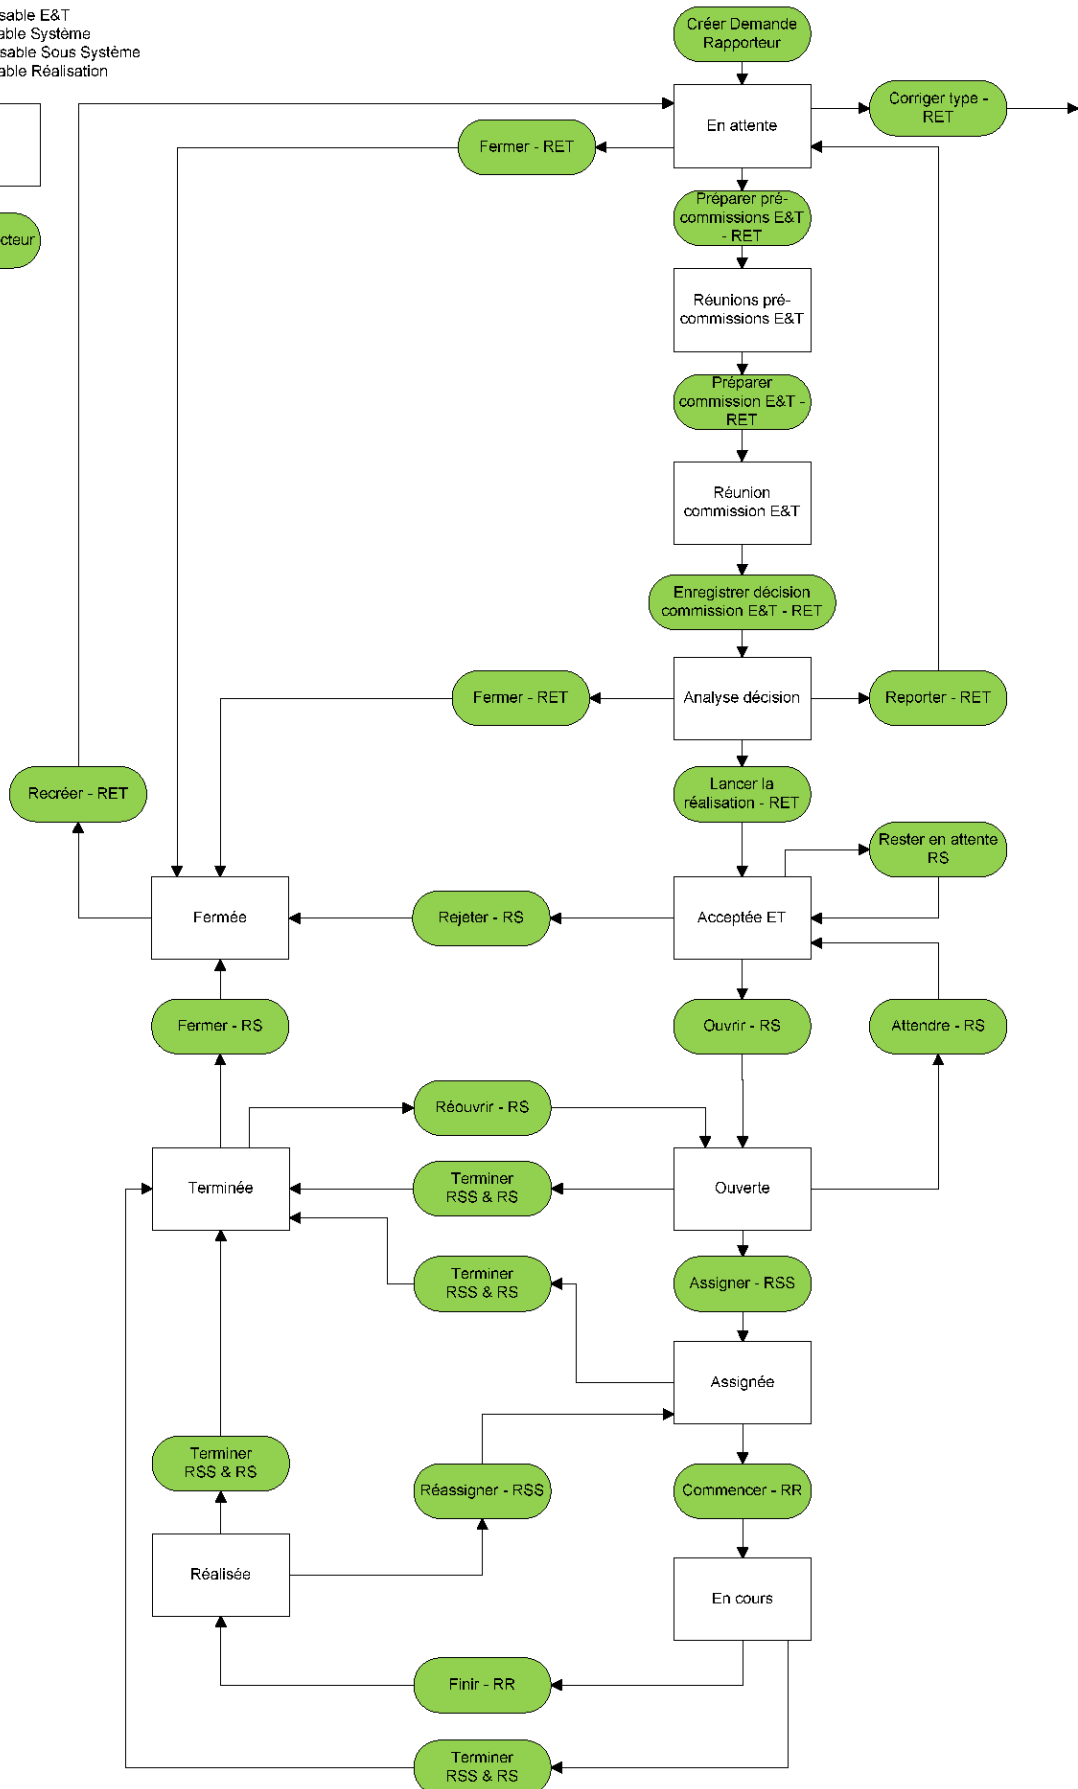 sable E&T
able Système
sable Sous Système
able Réalisation
cteur
Créer Demande
Rapporteur
En attente
Corriger type -
RET
Fermer - RET
Préparer pré-
commissions E&T
- RET
Réunions pré-
commissions E&T
Préparer
commission E&T -
RET
Réunion
commission E&T
Enregistrer décision
commission E&T - RET
Fermer - RET
Analyse décision
Reporter - RET
Recréer - RET
Lancer la
réalisation - RET
Rester en attente
RS
Fermée
Rejeter - RS
Acceptée ET
Fermer - RS
Ouvrir - RS
Attendre - RS
Réouvrir - RS
Terminée
Terminer
RSS & RS
Ouverte
Terminer
RSS & RS
Assigner - RSS
Assignée
Terminer
RSS & RS
Réassigner - RSS
Commencer - RR
Réalisée
En cours
Finir - RR
Terminer
RSS & RS